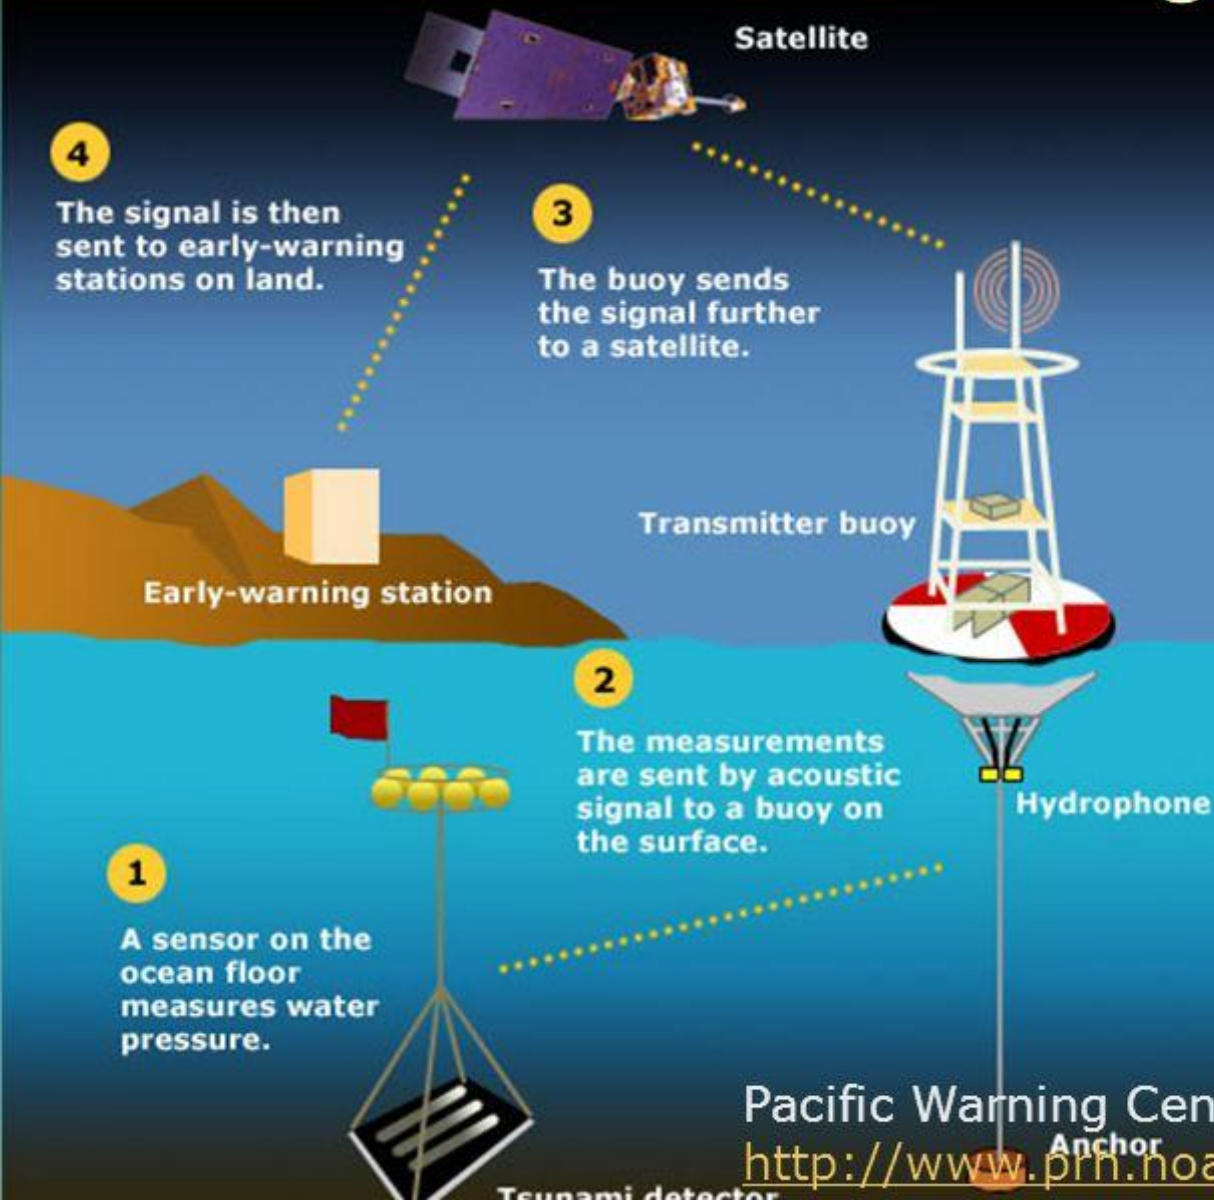 Satellite
4
The signal is then
sent to early-warning
stations on land.
3
The buoy sends
the signal further
to a satellite.
Transmitter buoy
Early-warning station
2
The measurements
are sent by acoustic
signal to a buoy on
the surface.
Hydrophone
1
A sensor on the
ocean floor
measures water
pressure.
Pacific Warning Cen
Anchor
http://www.prh.noa
Tsunami detector